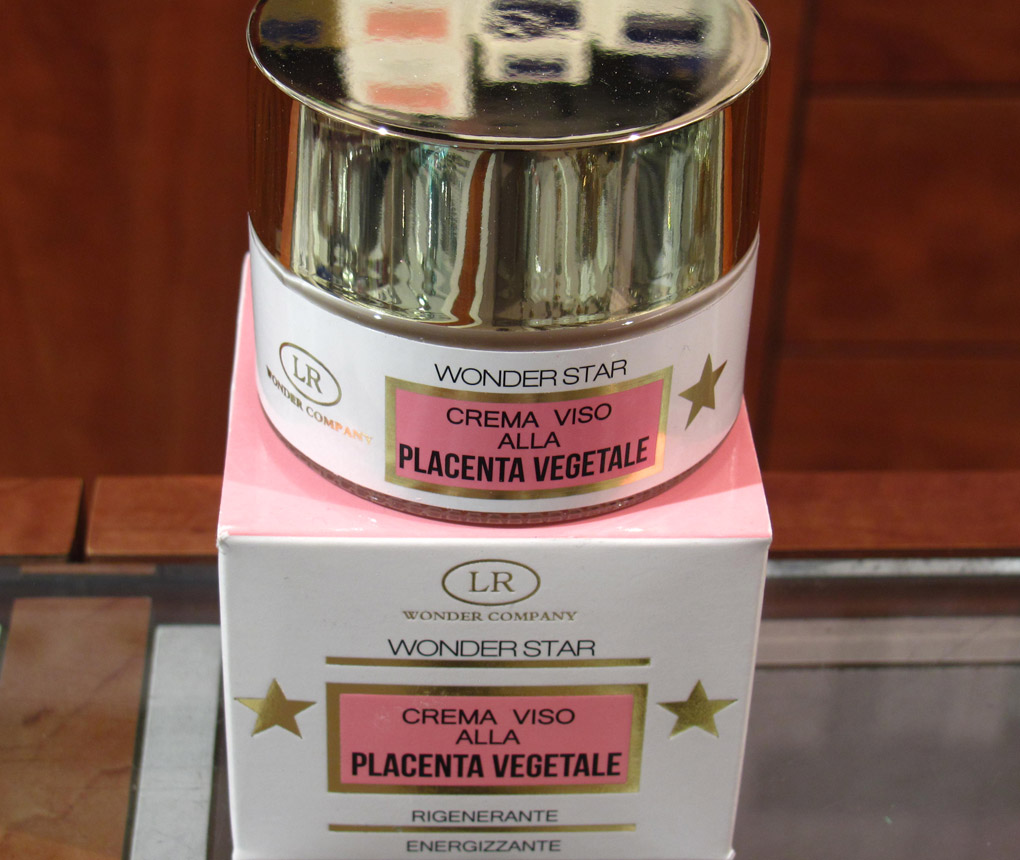 LR
WONDER COMPANY
WONDER STAR
CREMA VISO
ALLA
PLACENTA VEGETALE
LR
WONDER COMPANY
WONDER STAR
CREMA VISO
ALLA
PLACENTA VEGETALE
RIGENERANTE
ENERGIZZANTE